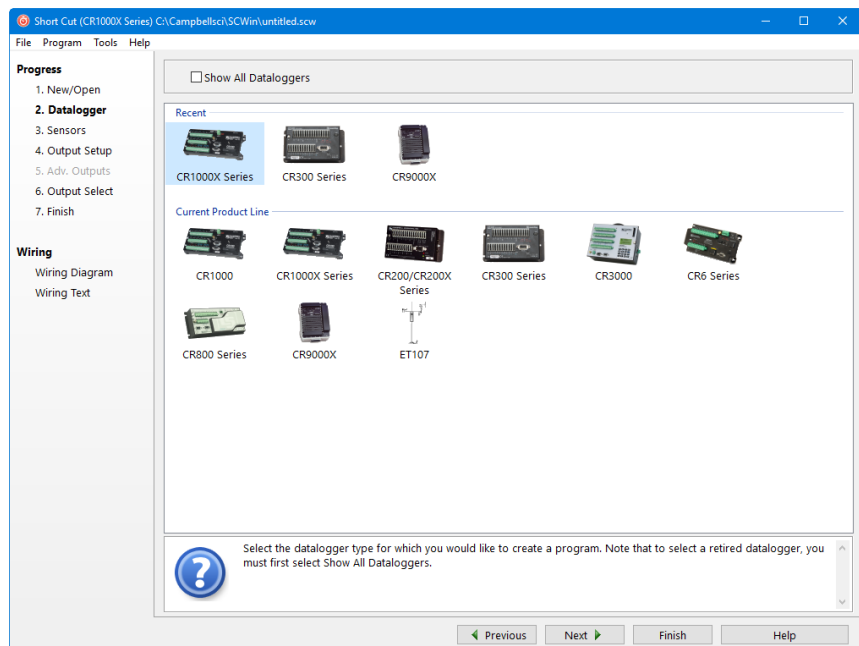 Short Cut (CR1000X Series) C:\Campbellsci\SCWin\untitled.scw
File Program Tools Help
Progress
1. New/Open
2. Datalogger
3. Sensors
4. Output Setup
5. Adv. Outputs
6. Output Select
7. Finish
Wiring
Wiring Diagram
Wiring Text
Show All Dataloggers
Recent
CR1000X Series CR300 Series CR9000X
Current Product Line
CR1000 CR1000X Series CR200/CR200X CR300 Series CR3000 CR6 Series
Series
CR800 Series CR9000X ET107
Select the datalogger type for which you would like to create a program. Note that to select a retired datalogger, you
must first select Show All Dataloggers.
Previous Next Finish Help